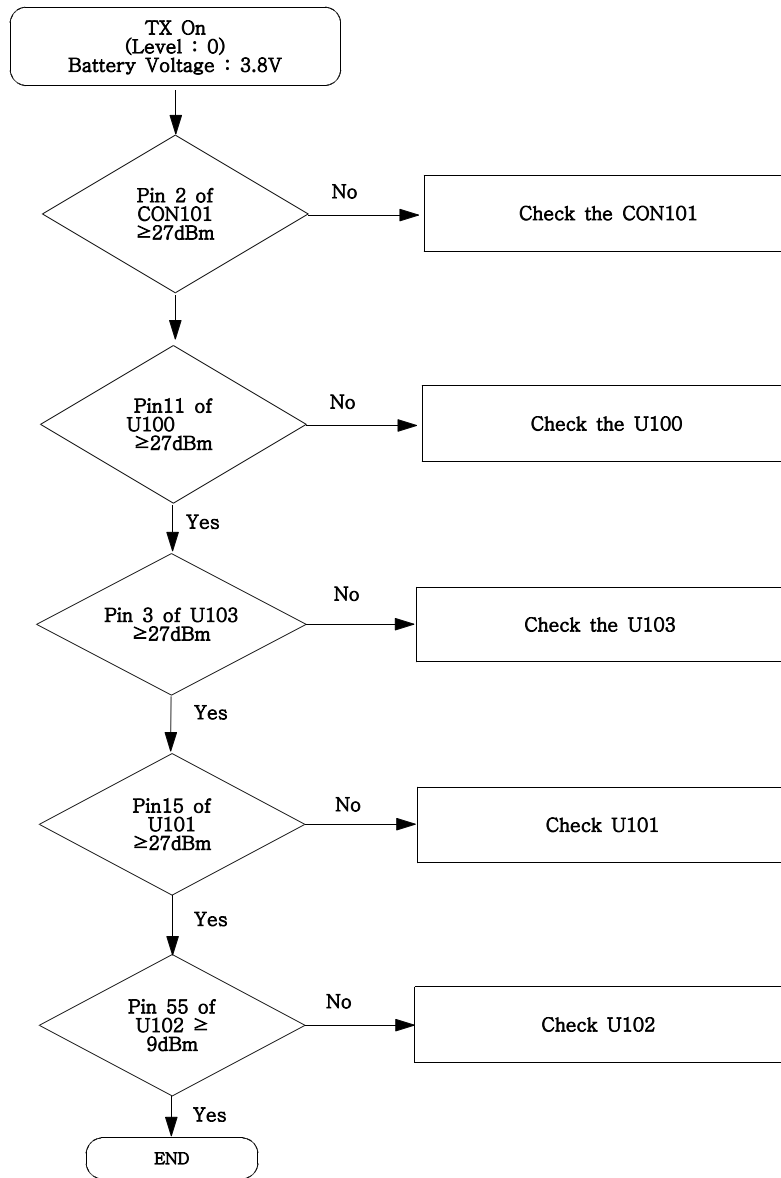 TX On
(Level : 0)
Battery Voltage : 3.8V
Pin 2 of
CON101
≥27dBm
No
Check the CON101
Pin11 of
U100
≥27dBm
No
Check the U100
Yes
Pin 3 of U103
≥27dBm
No
Check the U103
Yes
Pin15 of
U101
≥27dBm
No
Check U101
Yes
Pin 55 of
U102 ≥
9dBm
No
Check U102
Yes
END